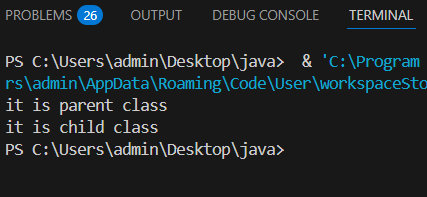 PROBLEMS 26 OUTPUT DEBUG CONSOLE TERMINAL
PS C:\Users\admin\Desktop\java>  & 'C:\Program
rs\admin\AppData\Roaming\Code\User\workspaceSto
it is parent class
it is child class
PS C:\Users\admin\Desktop\java>